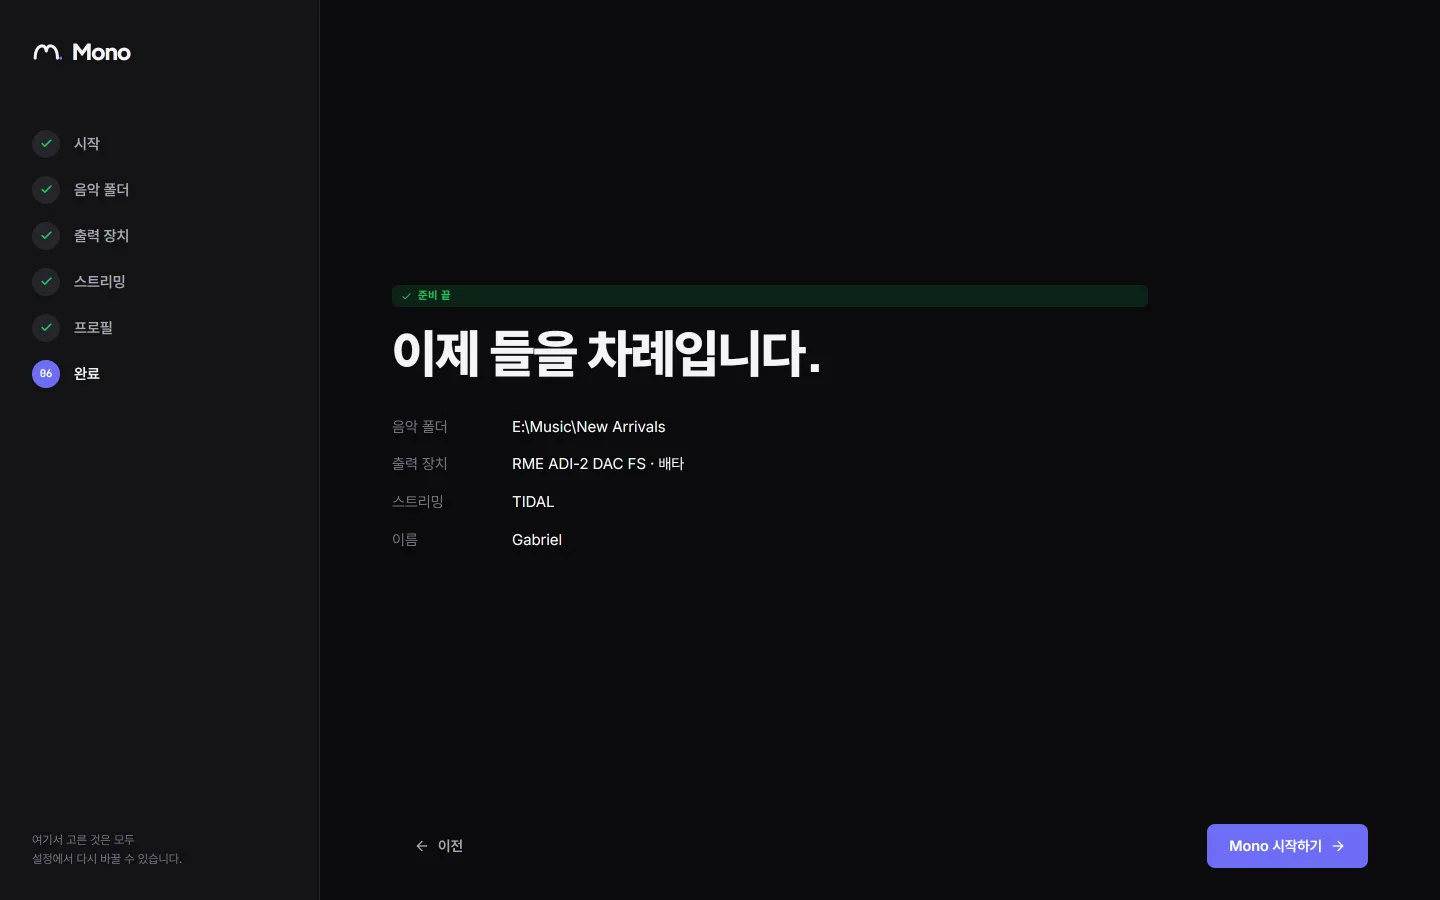 Mono
시작
음악 폴더
출력 장치
스트리밍
프로필
06 완료
여기서 고른 것은 모두
설정에서 다시 바꿀 수 있습니다.
준비 끝
이제 들을 차례입니다.
음악 폴더 E:\Music\New Arrivals
출력 장치 RME ADI-2 DAC FS · 배타
스트리밍 TIDAL
이름 Gabriel
이전
Mono 시작하기